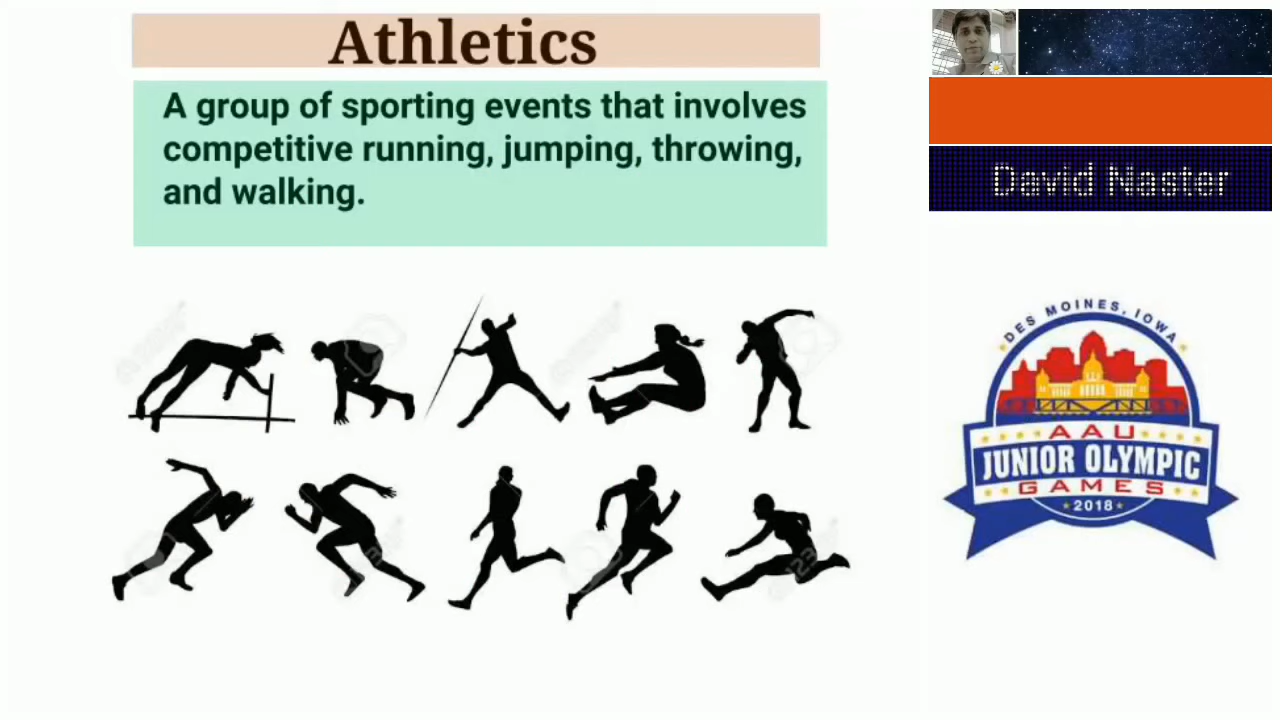 Athletics
A group of sporting events that involves
competitive running, jumping, throwing,
and walking.
David Naster
DES MOINES, IOWA
AAU
JUNIOR OLYMPIC
GAMES
2018